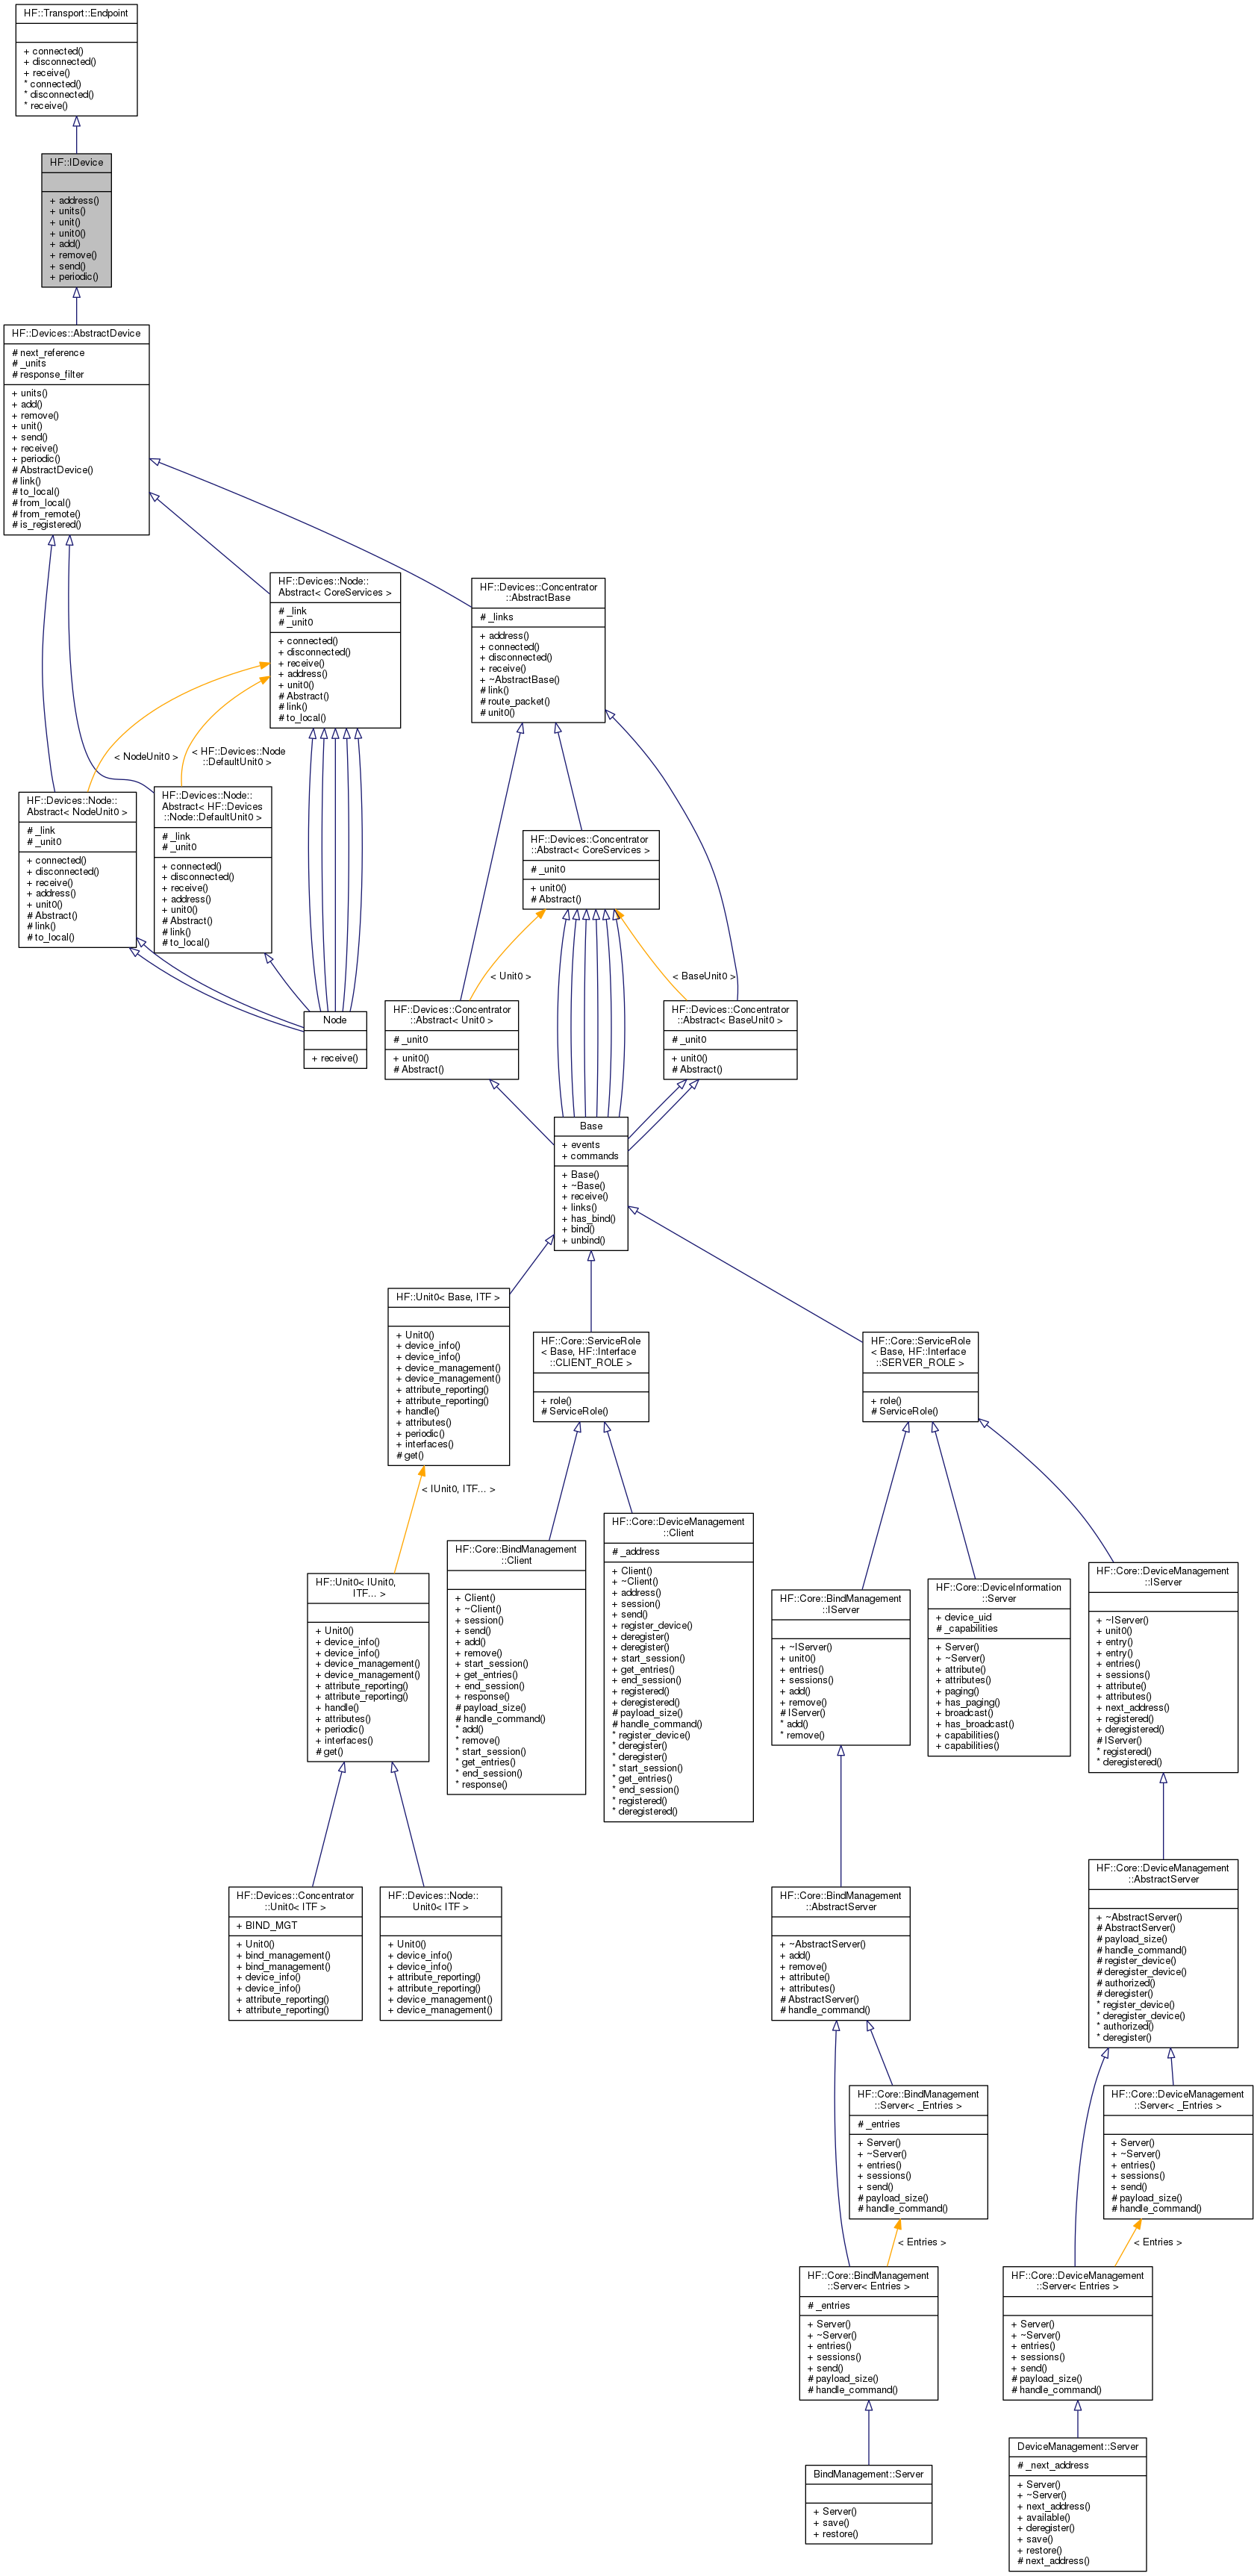 HF::Transport::Endpoint
+ connected()
+ disconnected()
+ receive()
* connected()
* disconnected()
* receive()
HF::IDevice
+ address()
+ units()
+ unit()
+ unit0()
+ add()
+ remove()
+ send()
+ periodic()
HF::Devices::AbstractDevice
# next_reference
# _units
# response_filter
+ units()
+ add()
+ remove()
+ unit()
+ send()
+ receive()
+ periodic()
# AbstractDevice()
# link()
# to_local()
# from_local()
# from_remote()
# is_registered()
HF::Devices::Node::
Abstract< CoreServices >
# _link
# _unit0
+ connected()
+ disconnected()
+ receive()
+ address()
+ unit0()
# Abstract()
# link()
# to_local()
HF::Devices::Concentrator
::AbstractBase
# _links
+ address()
+ connected()
+ disconnected()
+ receive()
+ ~AbstractBase()
# link()
# route_packet()
# unit0()
< NodeUnit0 >
< HF::Devices::Node
::DefaultUnit0 >
HF::Devices::Node::
Abstract< NodeUnit0 >
# _link
# _unit0
+ connected()
+ disconnected()
+ receive()
+ address()
+ unit0()
# Abstract()
# link()
# to_local()
HF::Devices::Node::
Abstract< HF::Devices
::Node::DefaultUnit0 >
# _link
# _unit0
+ connected()
+ disconnected()
+ receive()
+ address()
+ unit0()
# Abstract()
# link()
# to_local()
HF::Devices::Concentrator
::Abstract< CoreServices >
# _unit0
+ unit0()
# Abstract()
< Unit0 >
< BaseUnit0 >
Node
+ receive()
HF::Devices::Concentrator
::Abstract< Unit0 >
# _unit0
+ unit0()
# Abstract()
HF::Devices::Concentrator
::Abstract< BaseUnit0 >
# _unit0
+ unit0()
# Abstract()
Base
+ events
+ commands
+ Base()
+ ~Base()
+ receive()
+ links()
+ has_bind()
+ bind()
+ unbind()
HF::Unit0< Base, ITF >
+ Unit0()
+ device_info()
+ device_info()
+ device_management()
+ device_management()
+ attribute_reporting()
+ attribute_reporting()
+ handle()
+ attributes()
+ periodic()
+ interfaces()
# get()
HF::Core::ServiceRole
< Base, HF::Interface
::CLIENT_ROLE >
+ role()
# ServiceRole()
HF::Core::ServiceRole
< Base, HF::Interface
::SERVER_ROLE >
+ role()
# ServiceRole()
< IUnit0, ITF... >
HF::Unit0< IUnit0,
ITF... >
+ Unit0()
+ device_info()
+ device_info()
+ device_management()
+ device_management()
+ attribute_reporting()
+ attribute_reporting()
+ handle()
+ attributes()
+ periodic()
+ interfaces()
# get()
HF::Core::BindManagement
::Client
+ Client()
+ ~Client()
+ session()
+ send()
+ add()
+ remove()
+ start_session()
+ get_entries()
+ end_session()
+ response()
# payload_size()
# handle_command()
* add()
* remove()
* start_session()
* get_entries()
* end_session()
* response()
HF::Core::DeviceManagement
::Client
# _address
+ Client()
+ ~Client()
+ address()
+ session()
+ send()
+ register_device()
+ deregister()
+ deregister()
+ start_session()
+ get_entries()
+ end_session()
+ registered()
+ deregistered()
# payload_size()
# handle_command()
* register_device()
* deregister()
* deregister()
* start_session()
* get_entries()
* end_session()
* registered()
* deregistered()
HF::Core::BindManagement
::IServer
+ ~IServer()
+ unit0()
+ entries()
+ sessions()
+ add()
+ remove()
# IServer()
* add()
* remove()
HF::Core::DeviceInformation
::Server
+ device_uid
# _capabilities
+ Server()
+ ~Server()
+ attribute()
+ attributes()
+ paging()
+ has_paging()
+ broadcast()
+ has_broadcast()
+ capabilities()
+ capabilities()
HF::Core::DeviceManagement
::IServer
+ ~IServer()
+ unit0()
+ entry()
+ entry()
+ entries()
+ sessions()
+ attribute()
+ attributes()
+ next_address()
+ registered()
+ deregistered()
# IServer()
* registered()
* deregistered()
HF::Devices::Concentrator
::Unit0< ITF >
+ BIND_MGT
+ Unit0()
+ bind_management()
+ bind_management()
+ device_info()
+ device_info()
+ attribute_reporting()
+ attribute_reporting()
HF::Devices::Node::
Unit0< ITF >
+ Unit0()
+ device_info()
+ device_info()
+ attribute_reporting()
+ attribute_reporting()
+ device_management()
+ device_management()
HF::Core::BindManagement
::AbstractServer
+ ~AbstractServer()
+ add()
+ remove()
+ attribute()
+ attributes()
# AbstractServer()
# handle_command()
HF::Core::DeviceManagement
::AbstractServer
+ ~AbstractServer()
# AbstractServer()
# payload_size()
# handle_command()
# register_device()
# deregister_device()
# authorized()
# deregister()
* register_device()
* deregister_device()
* authorized()
* deregister()
HF::Core::BindManagement
::Server< _Entries >
# _entries
+ Server()
+ ~Server()
+ entries()
+ sessions()
+ send()
# payload_size()
# handle_command()
HF::Core::DeviceManagement
::Server< _Entries >
+ Server()
+ ~Server()
+ entries()
+ sessions()
+ send()
# payload_size()
# handle_command()
< Entries >
< Entries >
HF::Core::BindManagement
::Server< Entries >
# _entries
+ Server()
+ ~Server()
+ entries()
+ sessions()
+ send()
# payload_size()
# handle_command()
HF::Core::DeviceManagement
::Server< Entries >
+ Server()
+ ~Server()
+ entries()
+ sessions()
+ send()
# payload_size()
# handle_command()
BindManagement::Server
+ Server()
+ save()
+ restore()
DeviceManagement::Server
# _next_address
+ Server()
+ ~Server()
+ next_address()
+ available()
+ deregister()
+ save()
+ restore()
# next_address()